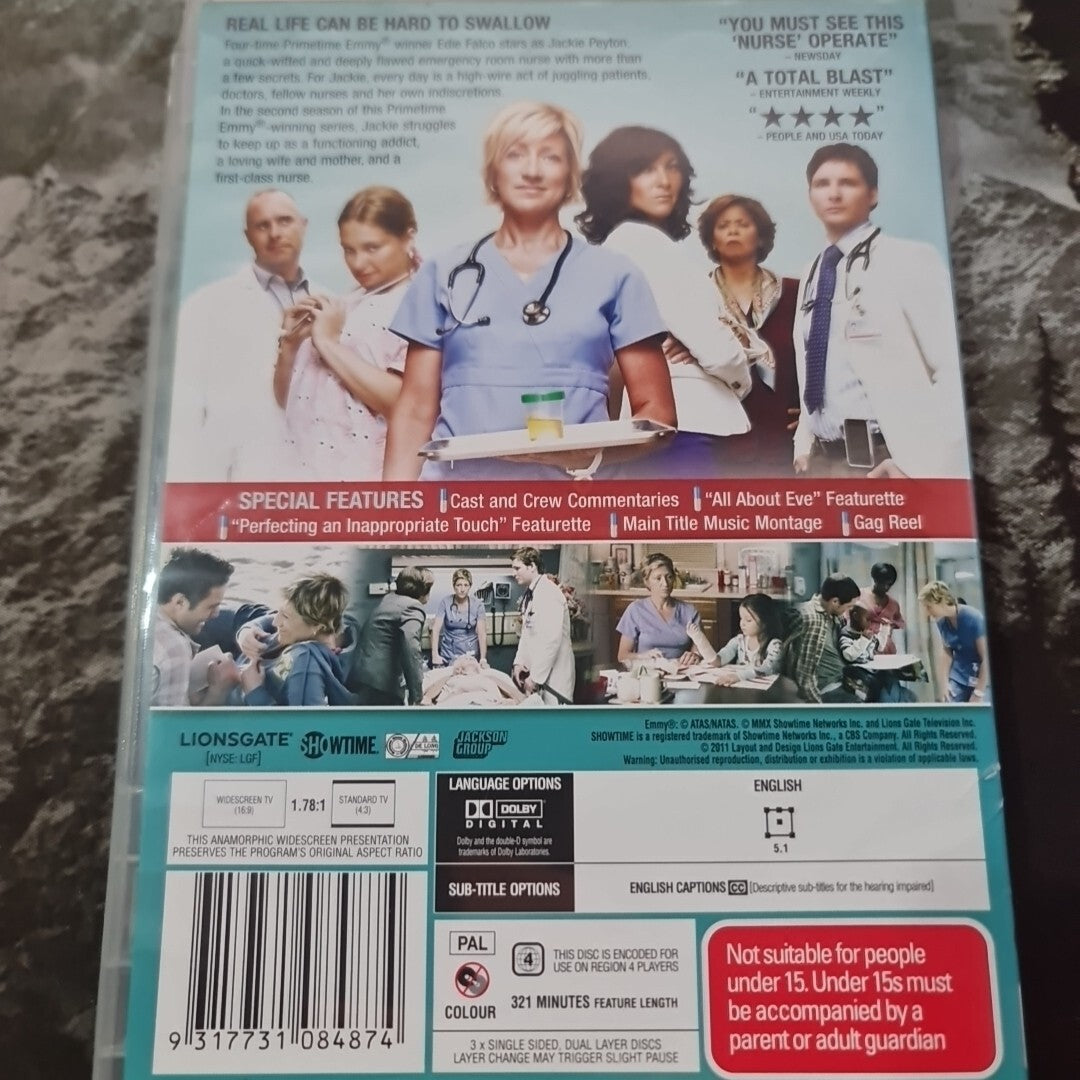 REAL LIFE CAN BE HARD TO SWALLOW
Four-time Primetime Emmy® winner Edie Falco stars as Jackie Peyton,
a quick-witted and deeply flawed emergency room nurse with more than
a few secrets. For Jackie, every day is a high-wire act of juggling patients,
doctors, fellow nurses and her own indiscretions.
In the second season of this Primetime
Emmy®-winning series, Jackie struggles
to keep up as a functioning addict,
a loving wife and mother, and a
first-class nurse.
"YOU MUST SEE THIS
'NURSE' OPERATE"
– NEWSDAY
"A TOTAL BLAST"
– ENTERTAINMENT WEEKLY
"★★★★"
– PEOPLE AND USA TODAY
SPECIAL FEATURES Cast and Crew Commentaries "All About Eve" Featurette
"Perfecting an Inappropriate Touch" Featurette Main Title Music Montage Gag Reel
LIONSGATE®
[NYSE: LGF]
SHOWTIME.
DE LONG
JACKSON
GROUP
Emmy®: © ATAS/NATAS. © MMX Showtime Networks Inc. and Lions Gate Television Inc.
SHOWTIME is a registered trademark of Showtime Networks Inc., a CBS Company. All Rights Reserved.
© 2011 Layout and Design Lions Gate Entertainment. All Rights Reserved.
Warning: Unauthorised reproduction, distribution or exhibition is a violation of applicable laws.
WIDESCREEN TV
(16:9)
1.78:1
STANDARD TV
(4:3)
THIS ANAMORPHIC WIDESCREEN PRESENTATION
PRESERVES THE PROGRAM'S ORIGINAL ASPECT RATIO
LANGUAGE OPTIONS
DOLBY
DIGITAL
Dolby and the double-D symbol are
trademarks of Dolby Laboratories.
ENGLISH
5.1
SUB-TITLE OPTIONS
ENGLISH CAPTIONS CC [Descriptive sub-titles for the hearing impaired]
9 317731 084874
PAL
COLOUR
4
THIS DISC IS ENCODED FOR
USE ON REGION 4 PLAYERS
321 MINUTES FEATURE LENGTH
3 x SINGLE SIDED, DUAL LAYER DISCS
LAYER CHANGE MAY TRIGGER SLIGHT PAUSE
Not suitable for people
under 15. Under 15s must
be accompanied by a
parent or adult guardian